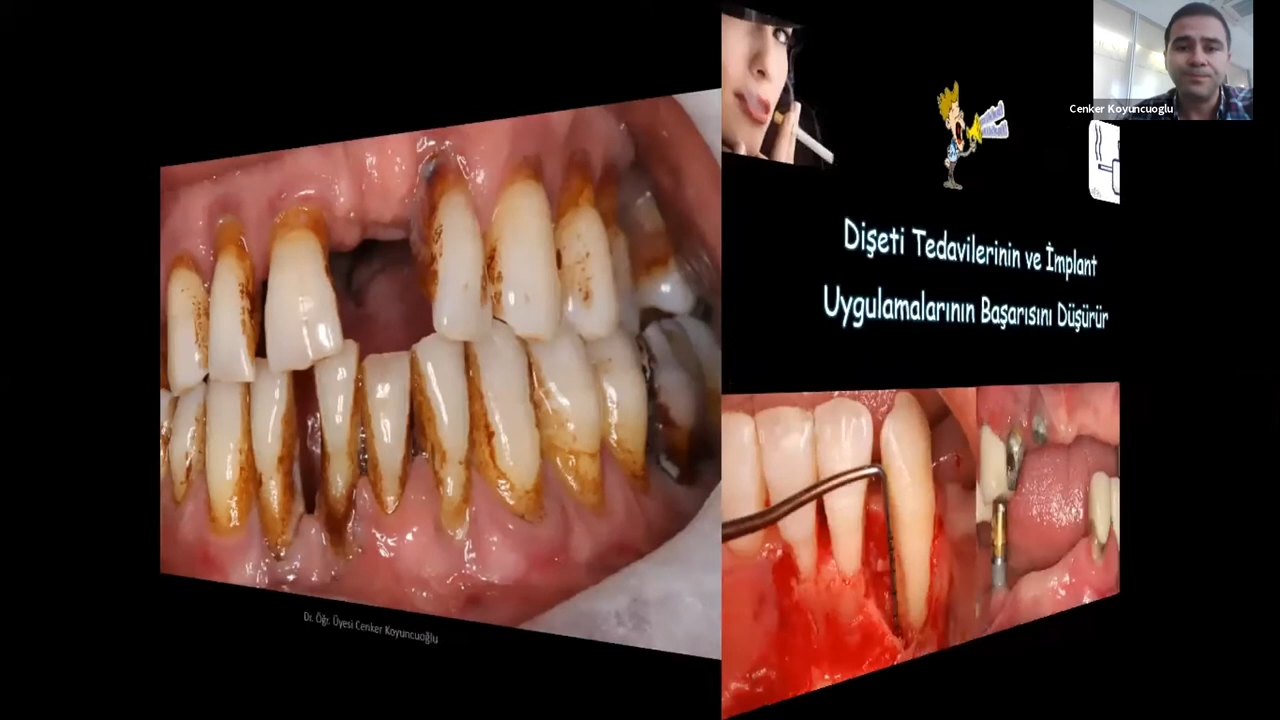 Cenker Koyuncuoglu
Dişeti Tedavilerinin ve İmplant
Uygulamalarının Başarısını Düşürür
Dr. Öğr. Üyesi Cenker Koyuncuoğlu